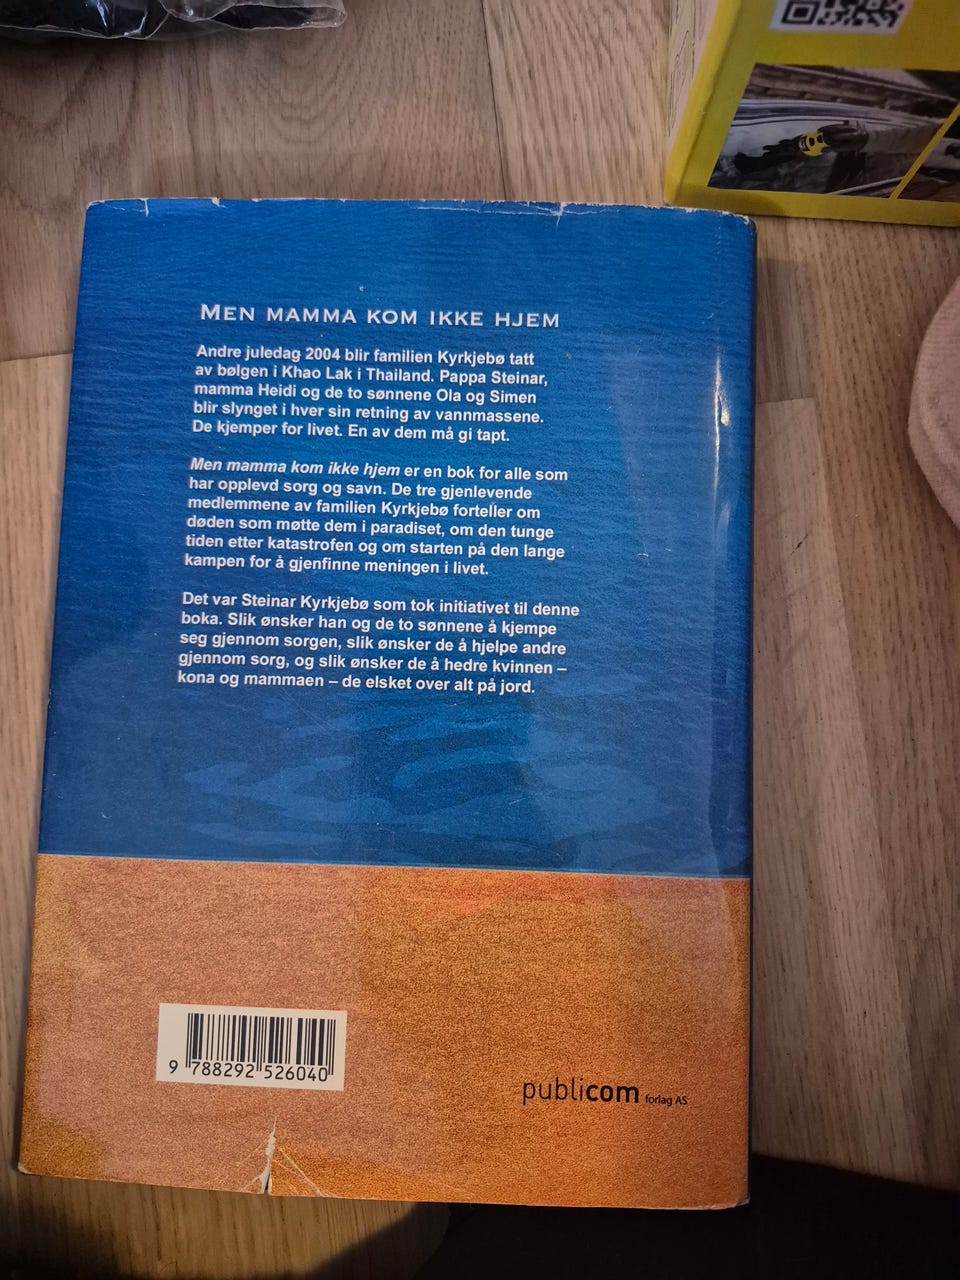 MEN MAMMA KOM IKKE HJEM
Andre juledag 2004 blir familien Kyrkjebø tatt
av bølgen i Khao Lak i Thailand. Pappa Steinar,
mamma Heidi og de to sønnene Ola og Simen
blir slynget i hver sin retning av vannmassene.
De kjemper for livet. En av dem må gi tapt.
Men mamma kom ikke hjem er en bok for alle som
har opplevd sorg og savn. De tre gjenlevende
medlemmene av familien Kyrkjebø forteller om
døden som møtte dem i paradiset, om den tunge
tiden etter katastrofen og om starten på den lange
kampen for å gjenfinne meningen i livet.
Det var Steinar Kyrkjebø som tok initiativet til denne
boka. Slik ønsker han og de to sønnene å kjempe
seg gjennom sorgen, slik ønsker de å hjelpe andre
gjennom sorg, og slik ønsker de å hedre kvinnen –
kona og mammaen – de elsket over alt på jord.
9 788292 526040
publicom forlag AS